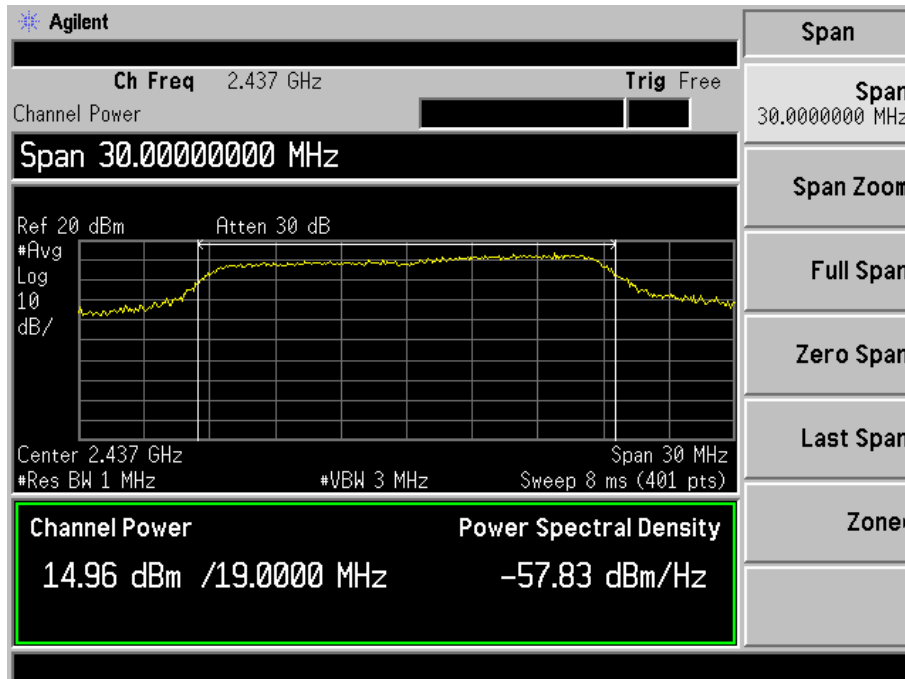 Agilent
Ch Freq 2.437 GHz Trig Free
Channel Power
Span 30.00000000 MHz
Ref 20 dBm Atten 30 dB
#Avg
Log
10
dB/
Center 2.437 GHz Span 30 MHz
#Res BW 1 MHz #VBW 3 MHz Sweep 8 ms (401 pts)
Channel Power Power Spectral Density
14.96 dBm /19.0000 MHz -57.83 dBm/Hz
Span
Span
30.0000000 MHz
Span Zoom
Full Span
Zero Span
Last Span
Zone